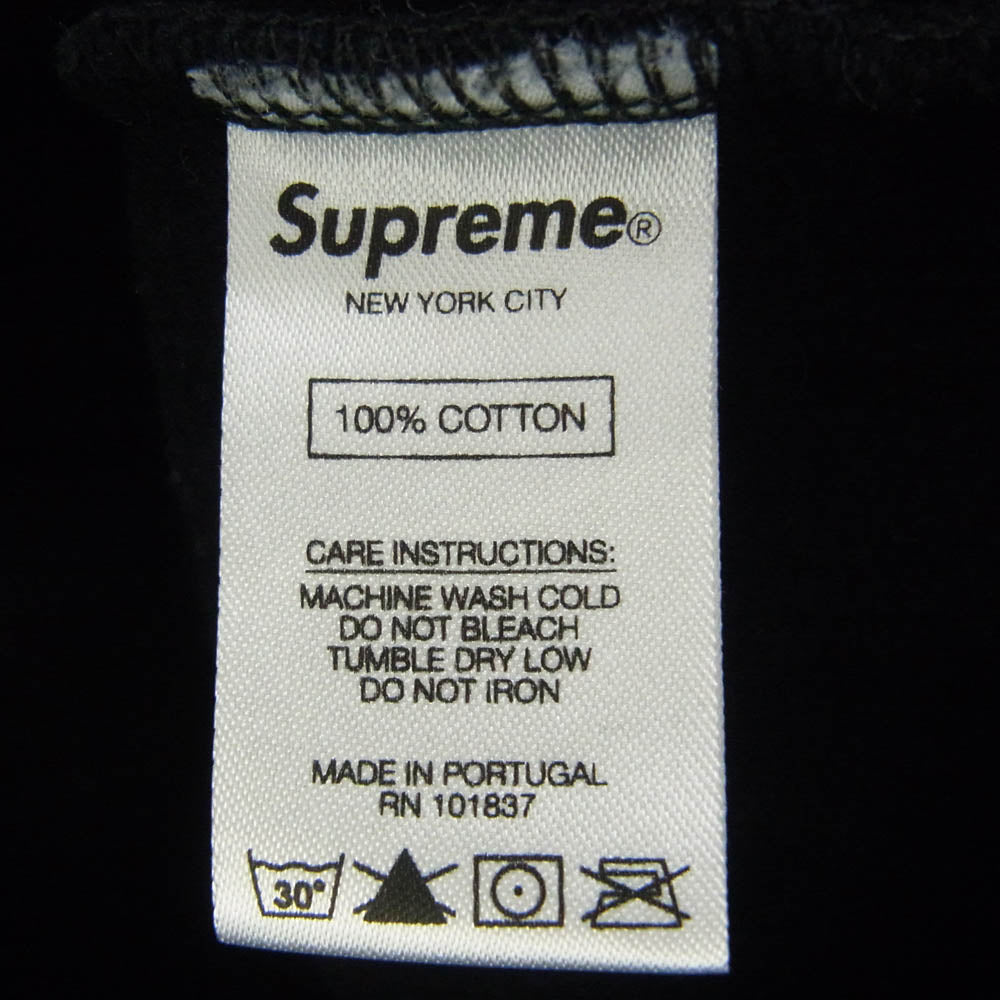 Supreme®
NEW YORK CITY
100% COTTON
CARE INSTRUCTIONS:
MACHINE WASH COLD
DO NOT BLEACH
TUMBLE DRY LOW
DO NOT IRON
MADE IN PORTUGAL
RN 101837
30°